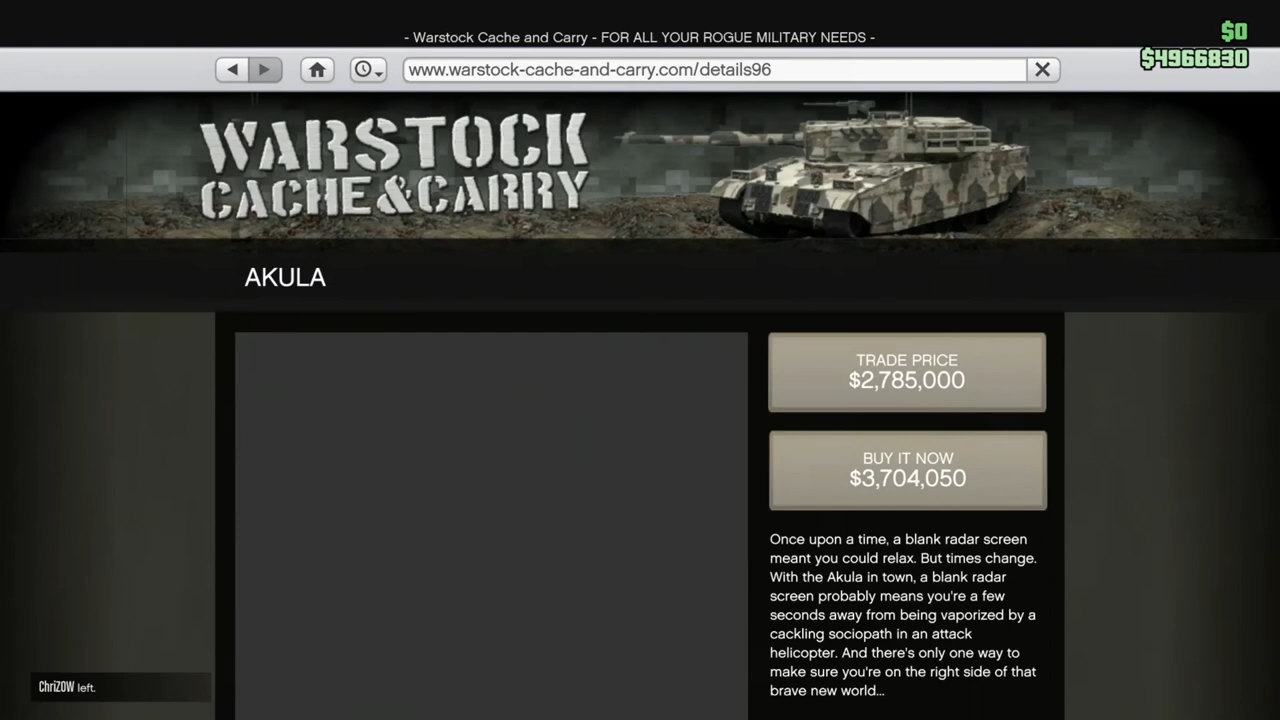 - Warstock Cache and Carry - FOR ALL YOUR ROGUE MILITARY NEEDS -
$0
$4966830
www.warstock-cache-and-carry.com/details96
WARSTOCK
CACHE&CARRY
AKULA
TRADE PRICE
$2,785,000
BUY IT NOW
$3,704,050
Once upon a time, a blank radar screen
meant you could relax. But times change.
With the Akula in town, a blank radar
screen probably means you're a few
seconds away from being vaporized by a
cackling sociopath in an attack
helicopter. And there's only one way to
make sure you're on the right side of that
brave new world...
ChriZOW left.